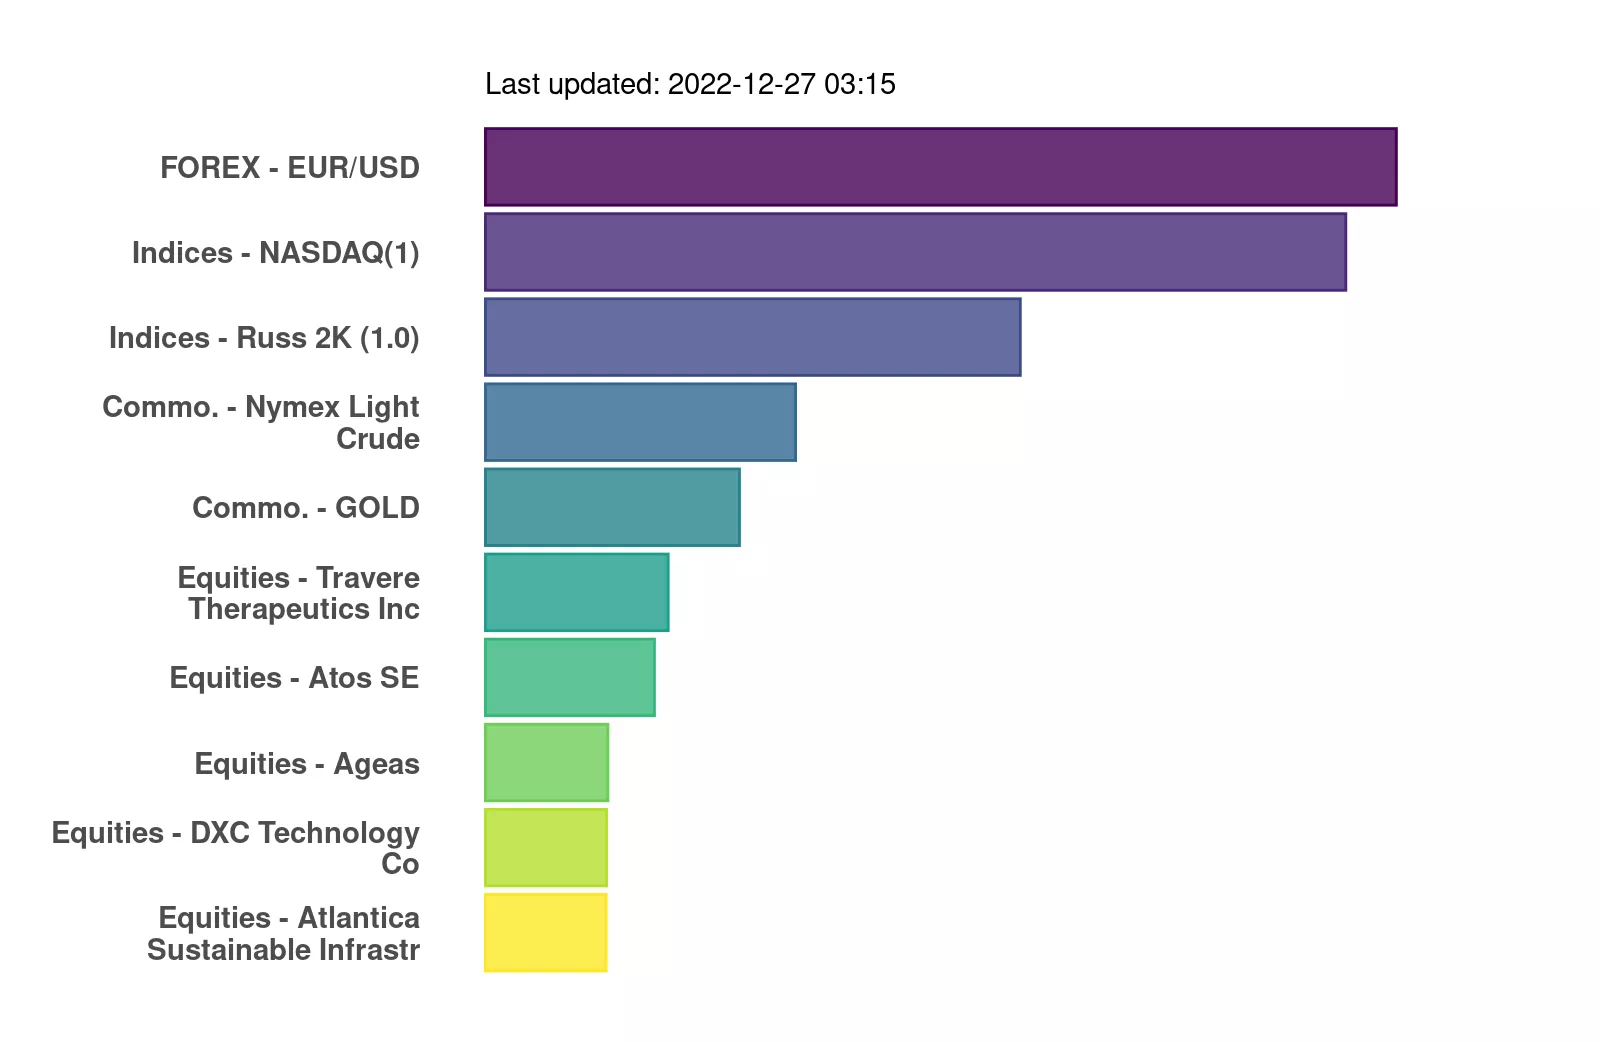 Last updated: 2022-12-27 03:15
FOREX - EUR/USD
Indices - NASDAQ(1)
Indices - Russ 2K (1.0)
Commo. - Nymex Light
Crude
Commo. - GOLD
Equities - Travere
Therapeutics Inc
Equities - Atos SE
Equities - Ageas
Equities - DXC Technology
Co
Equities - Atlantica
Sustainable Infrastr